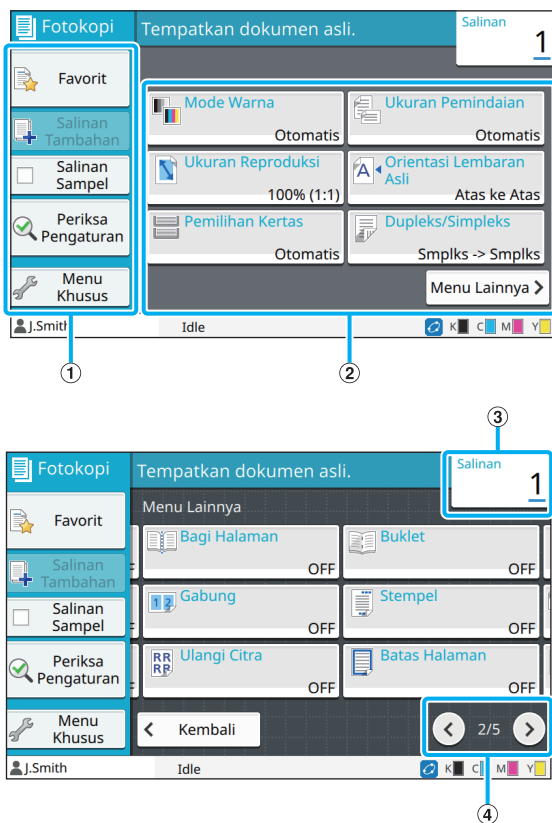 Fotokopi
Tempatkan dokumen asli.
Salinan
1
Favorit
Salinan
Tambahan
Salinan
Sampel
Periksa
Pengaturan
Menu
Khusus
Mode Warna
Otomatis
Ukuran Pemindaian
Otomatis
Ukuran Reproduksi
100% (1:1)
A
Orientasi Lembaran
Asli
Atas ke Atas
Pemilihan Kertas
Otomatis
Dupleks/Simpleks
Smplks -> Smplks
Menu Lainnya
J.Smith
Idle
K C M Y
1
2
3
Fotokopi
Tempatkan dokumen asli.
Salinan
1
Favorit
Salinan
Tambahan
Salinan
Sampel
Periksa
Pengaturan
Menu
Khusus
Menu Lainnya
Bagi Halaman
OFF
Buklet
OFF
1 2
Gabung
OFF
Stempel
OFF
RR
RR
Ulangi Citra
OFF
Batas Halaman
OFF
Kembali
2/5
J.Smith
Idle
K C M Y
4